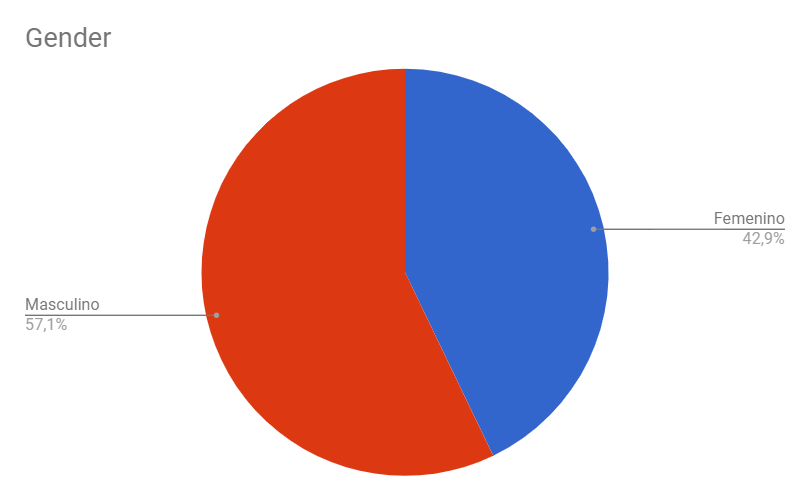 Gender
Femenino
42,9%
Masculino
57,1%